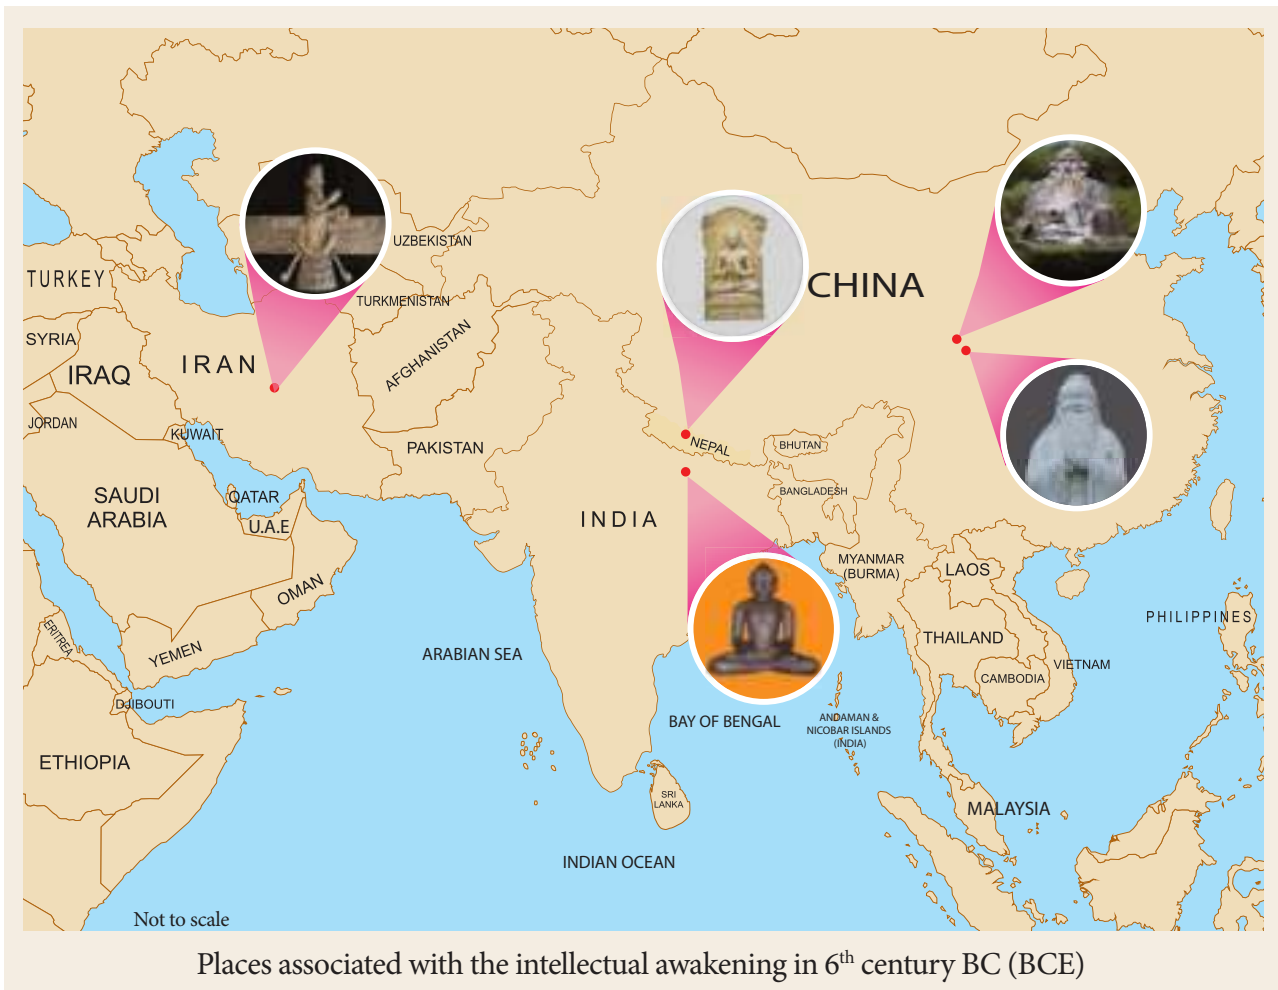 UZBEKISTAN
TURKEY
CHINA
TURKMENISTAN
SYRIA
IRAN
AFGHANISTAN
IRAQ
JORDAN
KUWAIT
PAKISTAN
NEPAL
BHUTAN
SAUDI
ARABIA
QATAR
BANGLADESH
U.A.E
INDIA
MYANMAR
(BURMA)
LAOS
OMAN
PHILIPPINES
ERITREA
THAILAND
YEMEN
ARABIAN SEA
VIETNAM
CAMBODIA
DJIBOUTI
BAY OF BENGAL
ANDAMAN &
NICOBAR ISLANDS
(INDIA)
ETHIOPIA
SRI
LANKA
MALAYSIA
INDIAN OCEAN
Not to scale
Places associated with the intellectual awakening in 6th century BC (BCE)